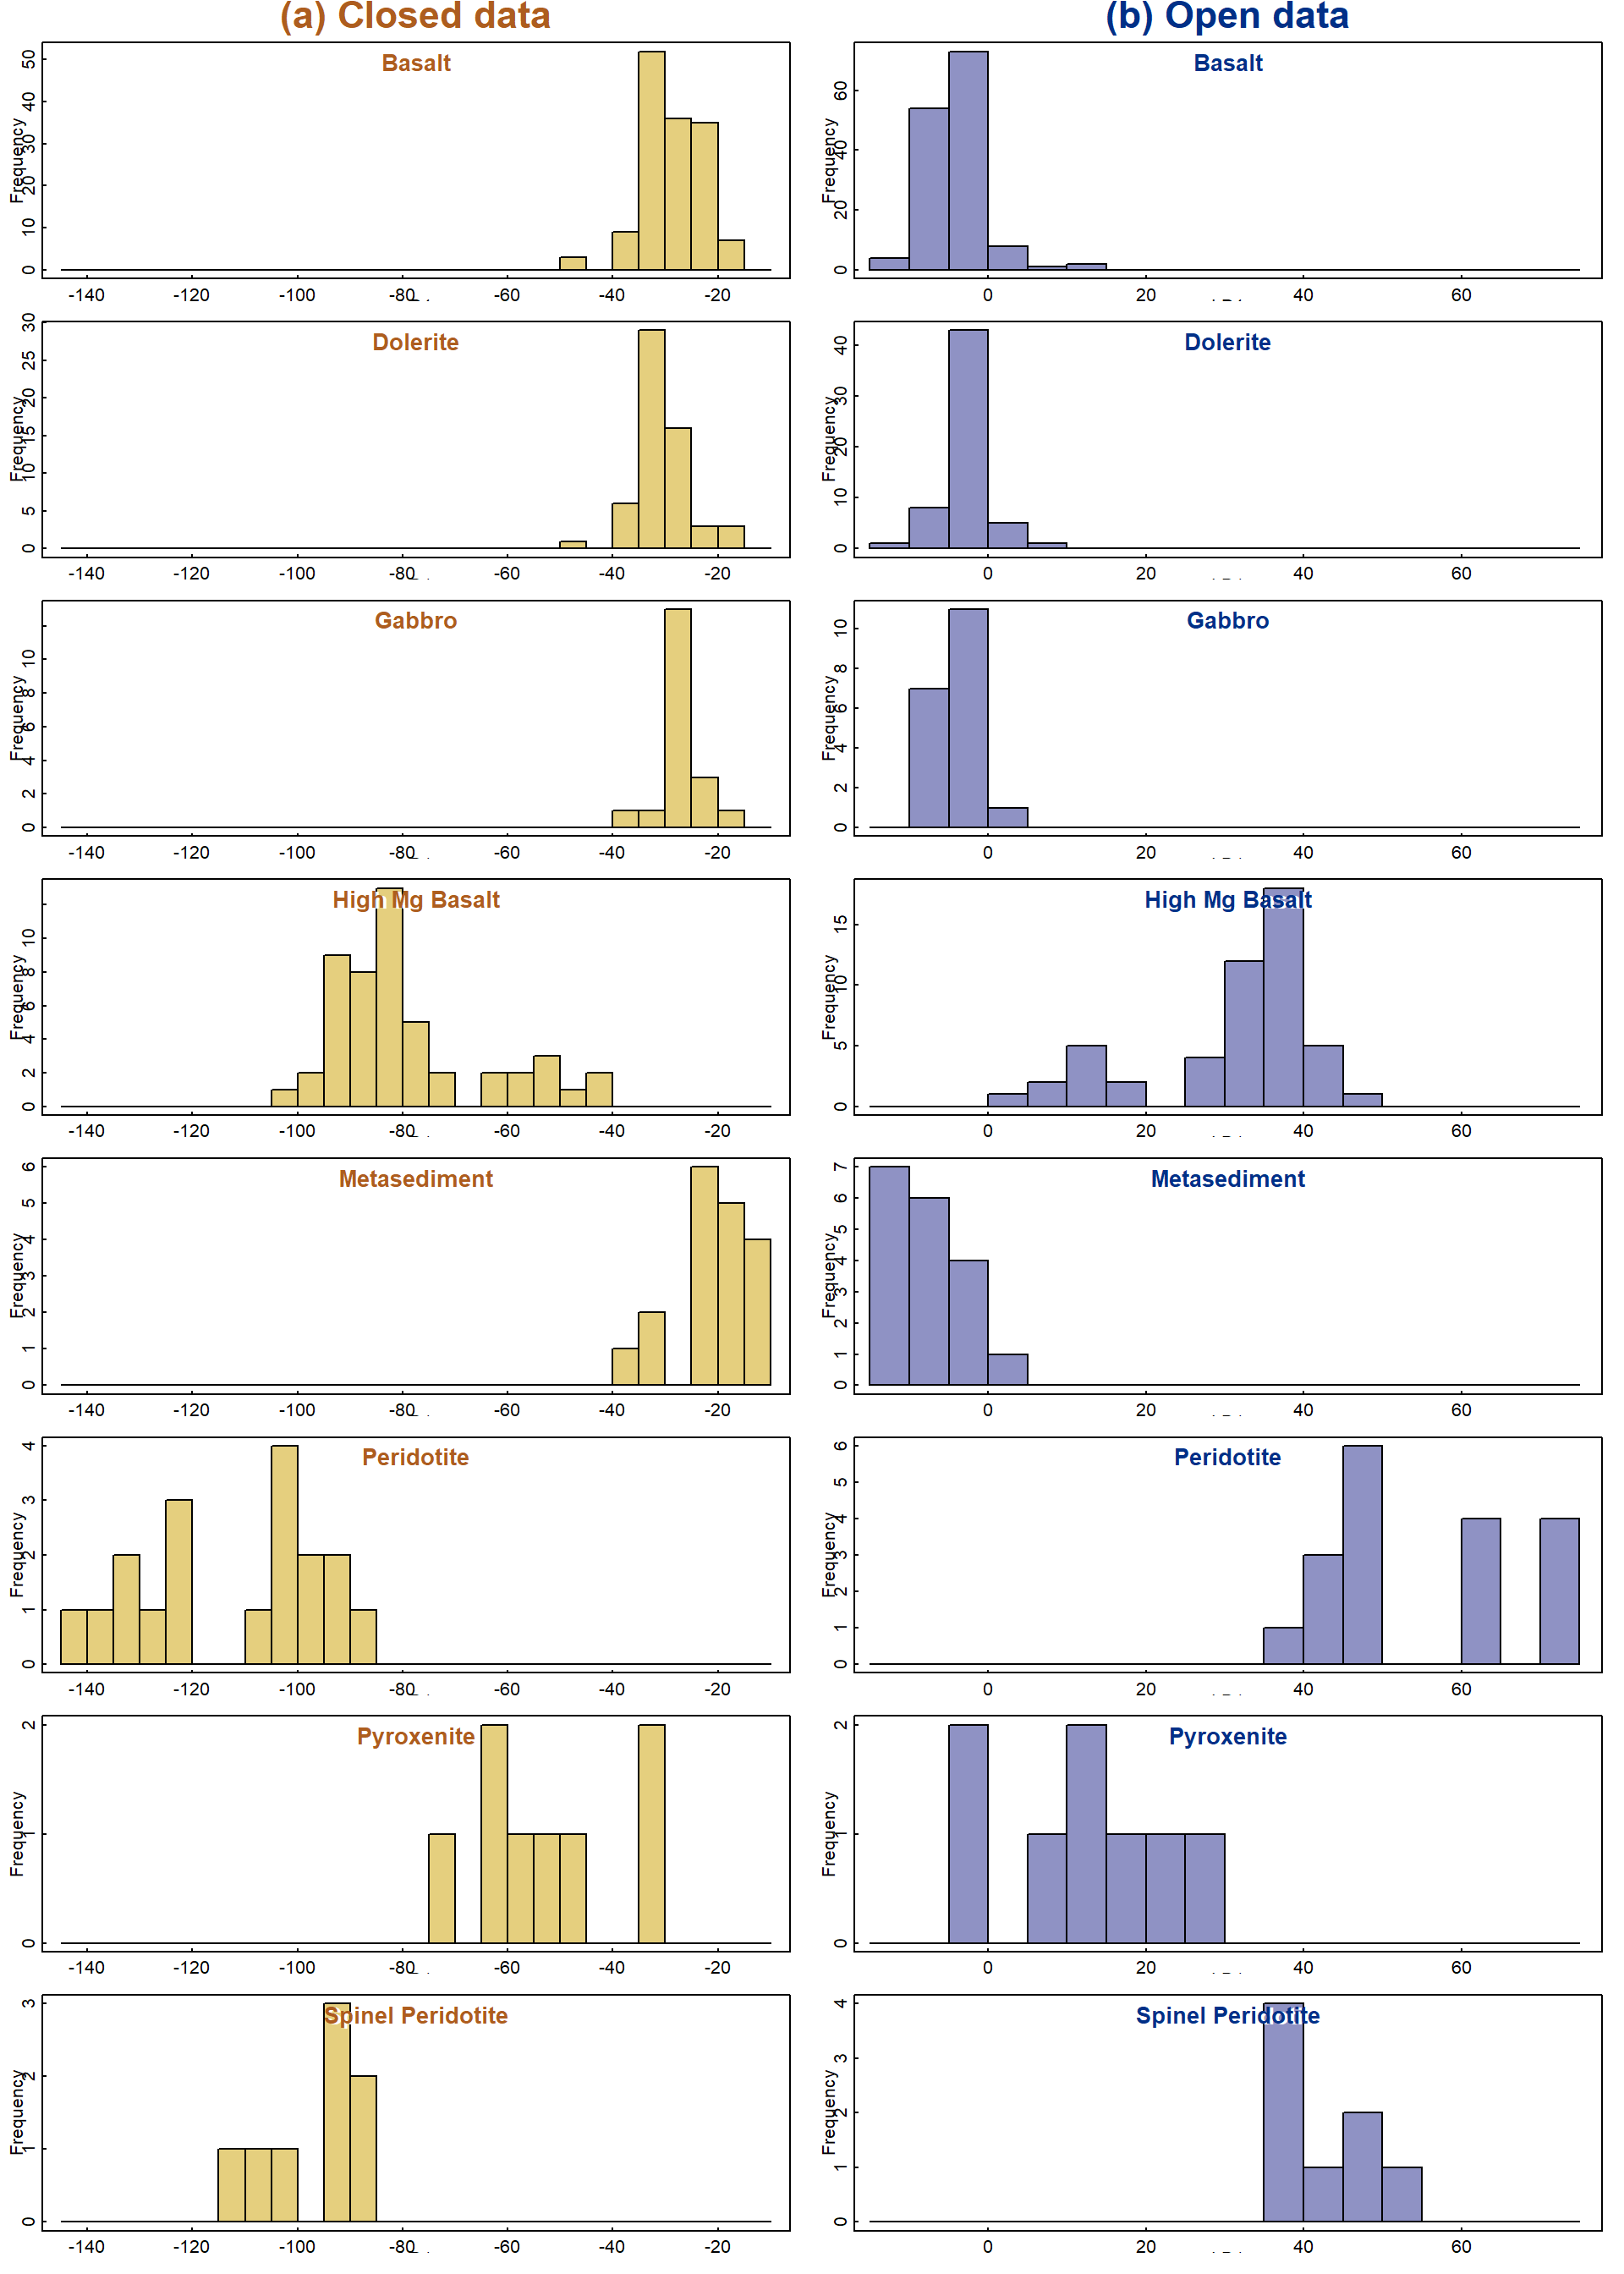 (a) Closed data
(b) Open data
Basalt
Frequency
0 10 20 30 40 50
-140 -120 -100 -80 -60 -40 -20
Basalt
Frequency
0 20 40 60
0 20 40 60
Dolerite
Frequency
0 5 10 15 20 25 30
-140 -120 -100 -80 -60 -40 -20
Dolerite
Frequency
0 10 20 30 40
0 20 40 60
Gabbro
Frequency
0 2 4 6 8 10
-140 -120 -100 -80 -60 -40 -20
Gabbro
Frequency
0 2 4 6 8 10
0 20 40 60
High Mg Basalt
Frequency
0 2 4 6 8 10
-140 -120 -100 -80 -60 -40 -20
High Mg Basalt
Frequency
0 5 10 15
0 20 40 60
Metasediment
Frequency
0 1 2 3 4 5 6
-140 -120 -100 -80 -60 -40 -20
Metasediment
Frequency
0 1 2 3 4 5 6 7
0 20 40 60
Peridotite
Frequency
0 1 2 3 4
-140 -120 -100 -80 -60 -40 -20
Peridotite
Frequency
0 1 2 3 4 5 6
0 20 40 60
Pyroxenite
Frequency
0 1 2
-140 -120 -100 -80 -60 -40 -20
Pyroxenite
Frequency
0 1 2
0 20 40 60
Spinel Peridotite
Frequency
0 1 2 3
-140 -120 -100 -80 -60 -40 -20
Spinel Peridotite
Frequency
0 1 2 3 4
0 20 40 60